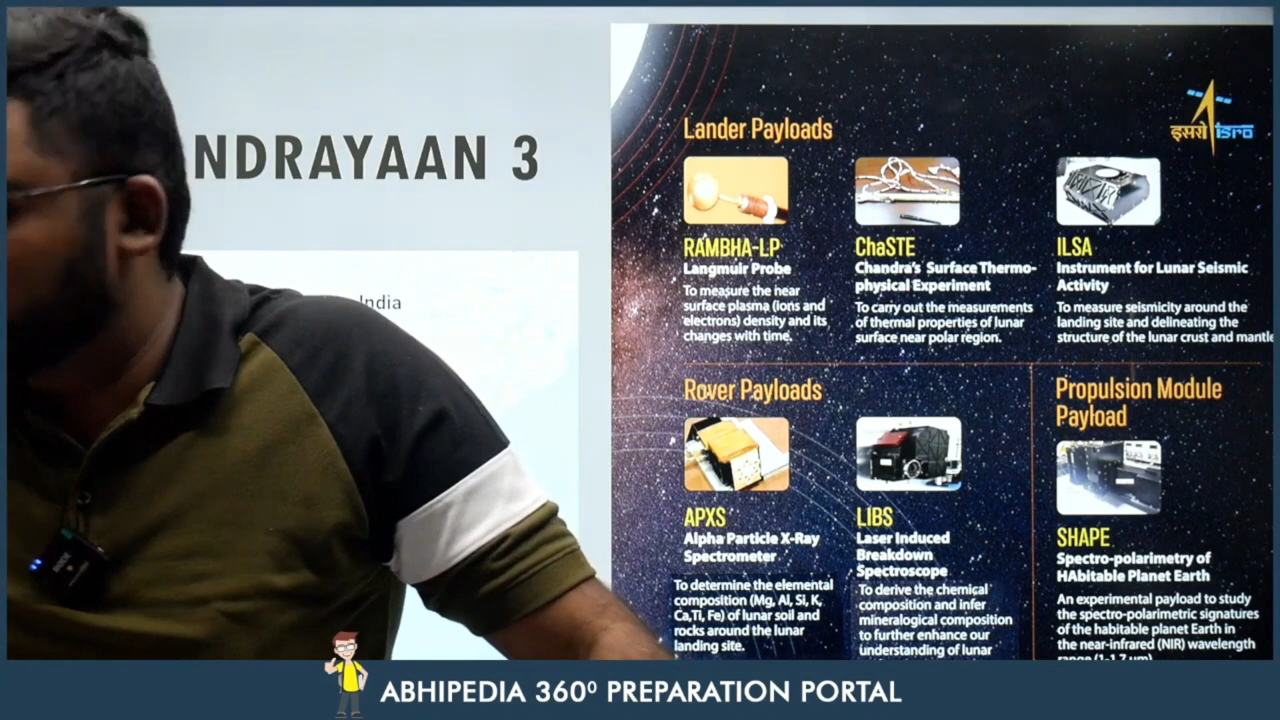 NDRAYAAN 3
India
इसरो isro
Lander Payloads
RAMBHA-LP
Langmuir Probe
To measure the near
surface plasma (ions and
electrons) density and its
changes with time.
ChaSTE
Chandra's Surface Thermo-
physical Experiment
To carry out the measurements
of thermal properties of lunar
surface near polar region.
ILSA
Instrument for Lunar Seismic
Activity
To measure seismicity around the
landing site and delineating the
structure of the lunar crust and mantle
Rover Payloads
APXS
Alpha Particle X-Ray
Spectrometer
To determine the elemental
composition (Mg, Al, Si, K,
Ca,Ti, Fe) of lunar soil and
rocks around the lunar
landing site.
LIBS
Laser Induced
Breakdown
Spectroscope
To derive the chemical
composition and infer
mineralogical composition
to further enhance our
understanding of lunar
Propulsion Module
Payload
SHAPE
Spectro-polarimetry of
HAbitable Planet Earth
An experimental payload to study
the spectro-polarimetric signatures
of the habitable planet Earth in
the near-infrared (NIR) wavelength
range (1-1.7 μm).
ABHIPEDIA 360⁰ PREPARATION PORTAL